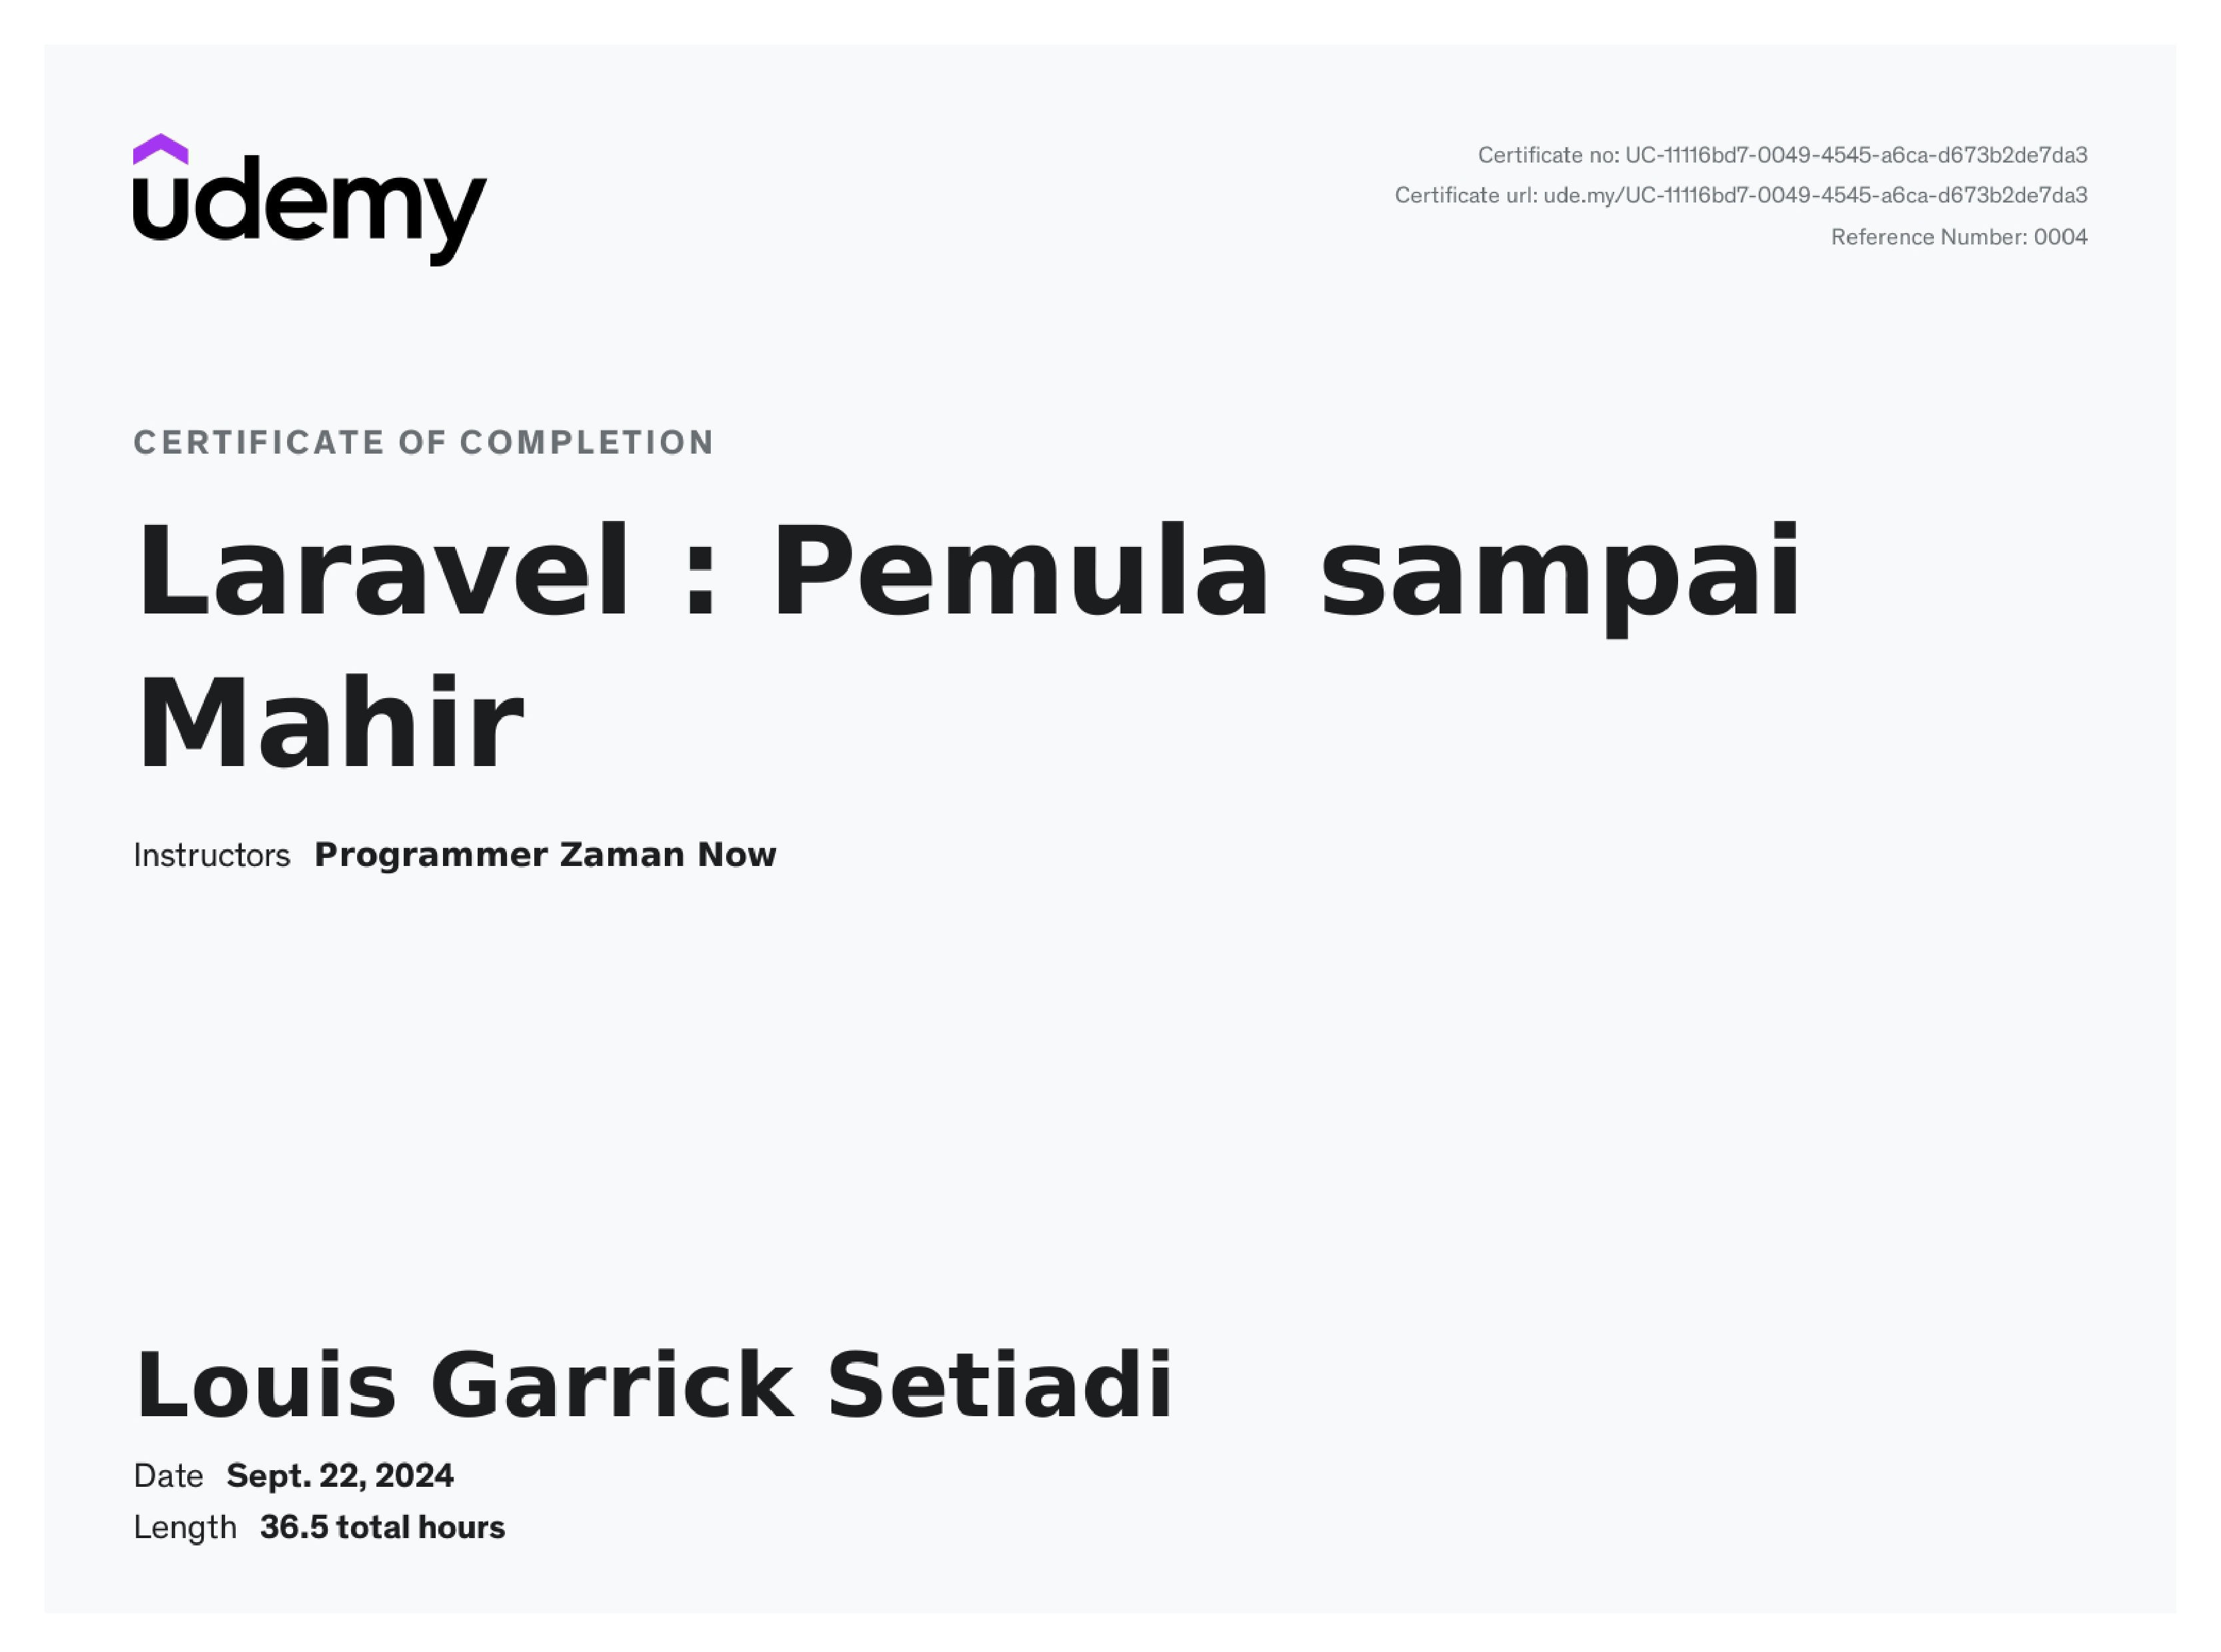 udemy
Certificate no: UC-11116bd7-0049-4545-a6ca-d673b2de7da3
Certificate url: ude.my/UC-11116bd7-0049-4545-a6ca-d673b2de7da3
Reference Number: 0004
CERTIFICATE OF COMPLETION
Laravel : Pemula sampai
Mahir
Instructors Programmer Zaman Now
Louis Garrick Setiadi
Date Sept. 22, 2024
Length 36.5 total hours